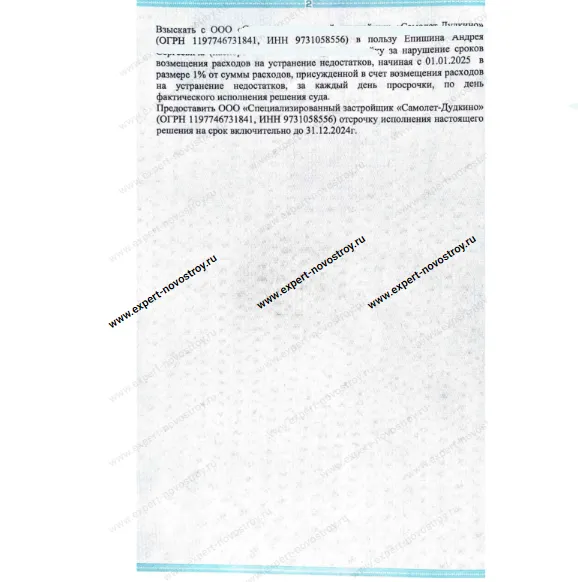 2
Взыскать с ООО
(ОГРН 1197746731841, ИНН 9731058556) в пользу Епишина Андрея
за нарушение сроков
возмещения расходов на устранение недостатков, начиная с 01.01.2025 в
размере 1% от суммы расходов, присужденной в счет возмещения расходов
на устранение недостатков, за каждый день просрочки, по день
фактического исполнения решения суда.
Предоставить ООО «Специализированный застройщик «Самолет-Дудкино»
(ОГРН 1197746731841, ИНН 9731058556) отсрочку исполнения настоящего
решения на срок включительно до 31.12.2024г.
www.expert-novostroy.ru
www.expert-novostroy.ru
www.expert-novostroy.ru